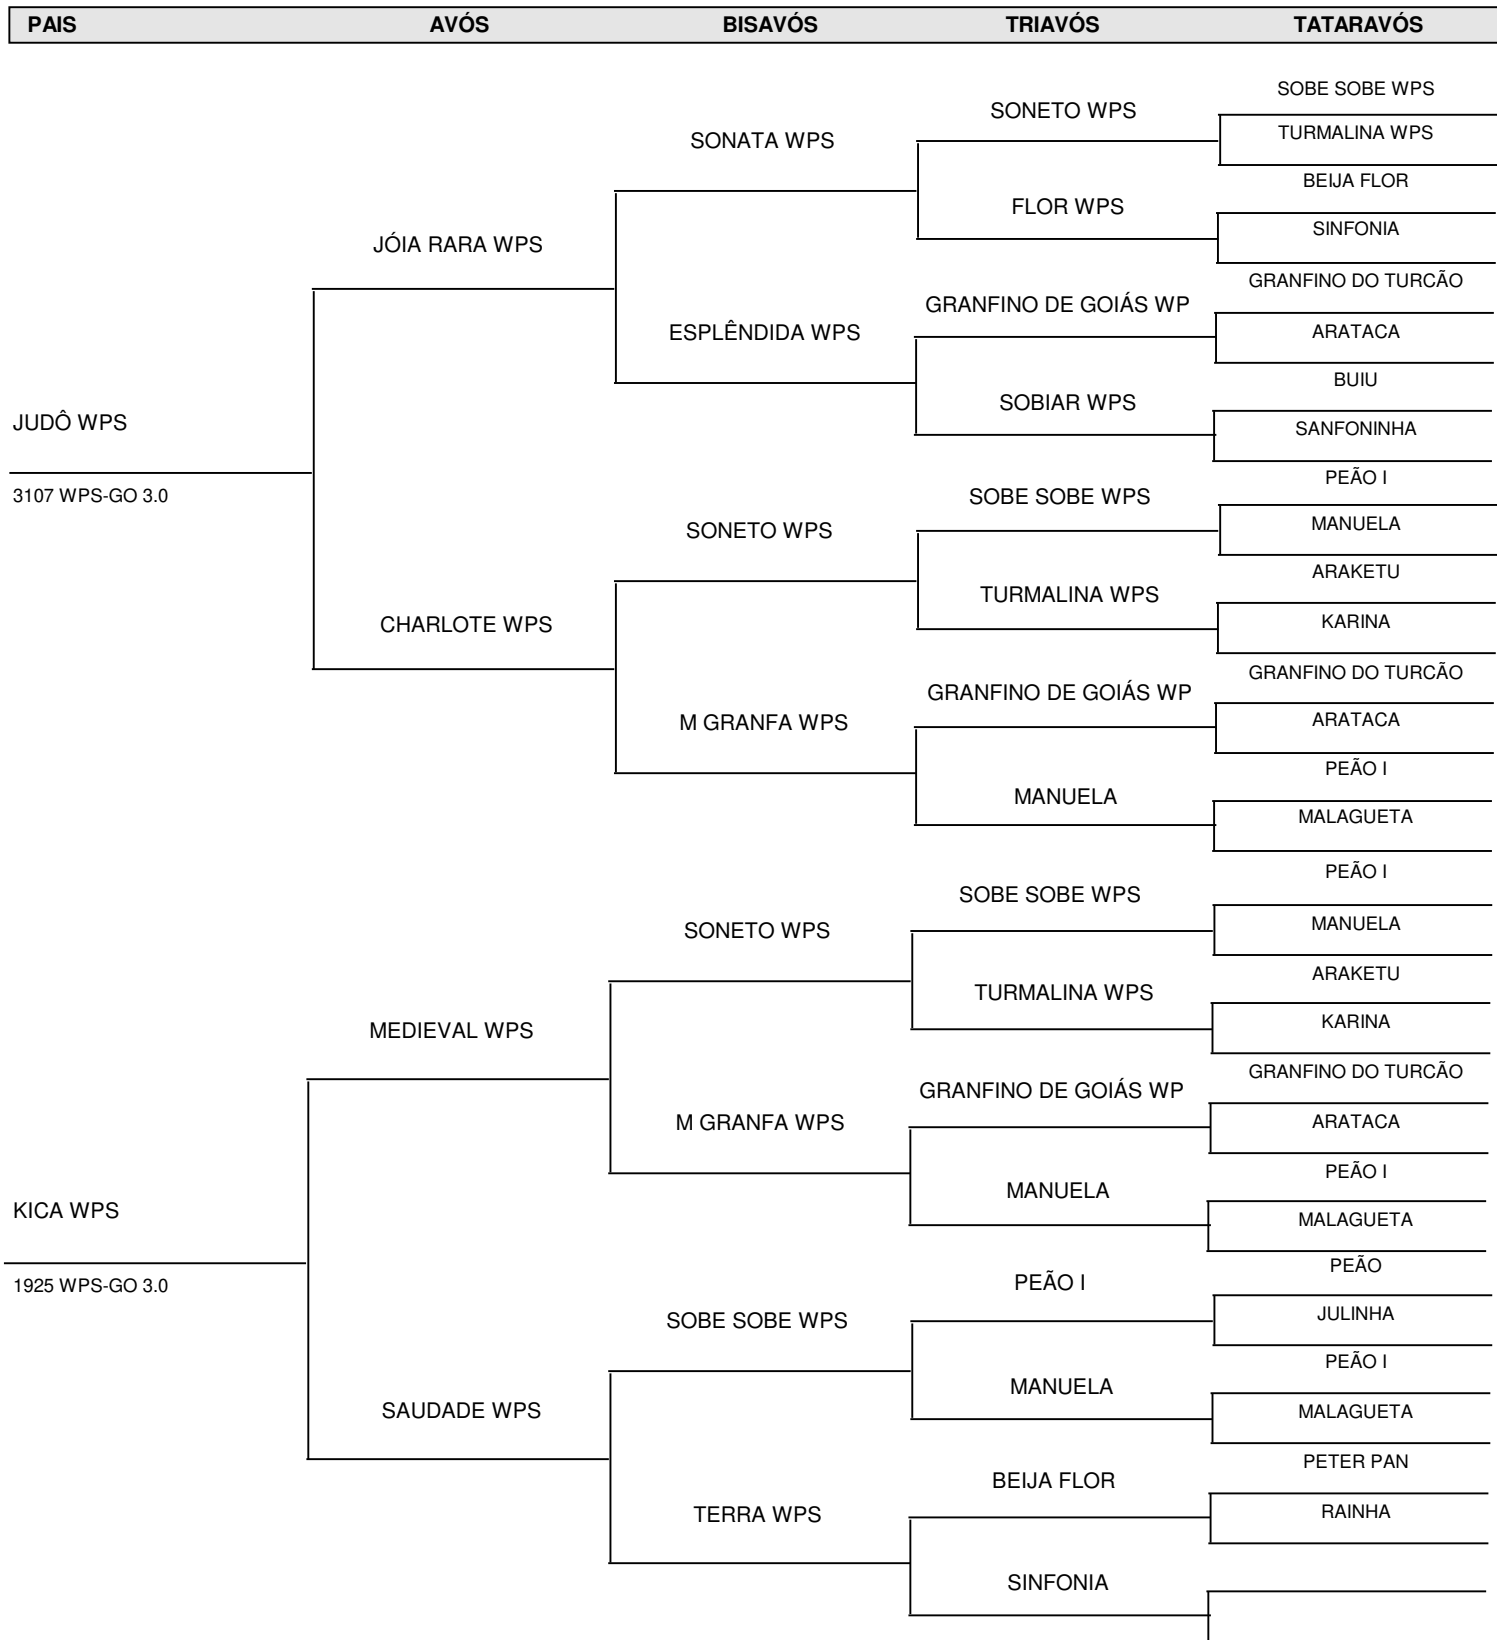 PAIS AVÓS BISAVÓS TRIAVÓS TATARAVÓS
SOBE SOBE WPS
SONETO WPS
TURMALINA WPS
SONATA WPS
BEIJA FLOR
FLOR WPS
SINFONIA
JÓIA RARA WPS
GRANFINO DO TURCÃO
GRANFINO DE GOIÁS WP
ARATACA
ESPLÊNDIDA WPS
BUIU
SOBIAR WPS
SANFONINHA
JUDÔ WPS
3107 WPS-GO 3.0
PEÃO I
SOBE SOBE WPS
MANUELA
SONETO WPS
ARAKETU
TURMALINA WPS
KARINA
CHARLOTE WPS
GRANFINO DO TURCÃO
GRANFINO DE GOIÁS WP
ARATACA
M GRANFA WPS
PEÃO I
MANUELA
MALAGUETA
PEÃO I
SOBE SOBE WPS
MANUELA
SONETO WPS
ARAKETU
TURMALINA WPS
KARINA
MEDIEVAL WPS
GRANFINO DO TURCÃO
GRANFINO DE GOIÁS WP
ARATACA
M GRANFA WPS
PEÃO I
MANUELA
MALAGUETA
KICA WPS
1925 WPS-GO 3.0
PEÃO
PEÃO I
JULINHA
SOBE SOBE WPS
PEÃO I
MANUELA
MALAGUETA
SAUDADE WPS
PETER PAN
BEIJA FLOR
RAINHA
TERRA WPS
SINFONIA